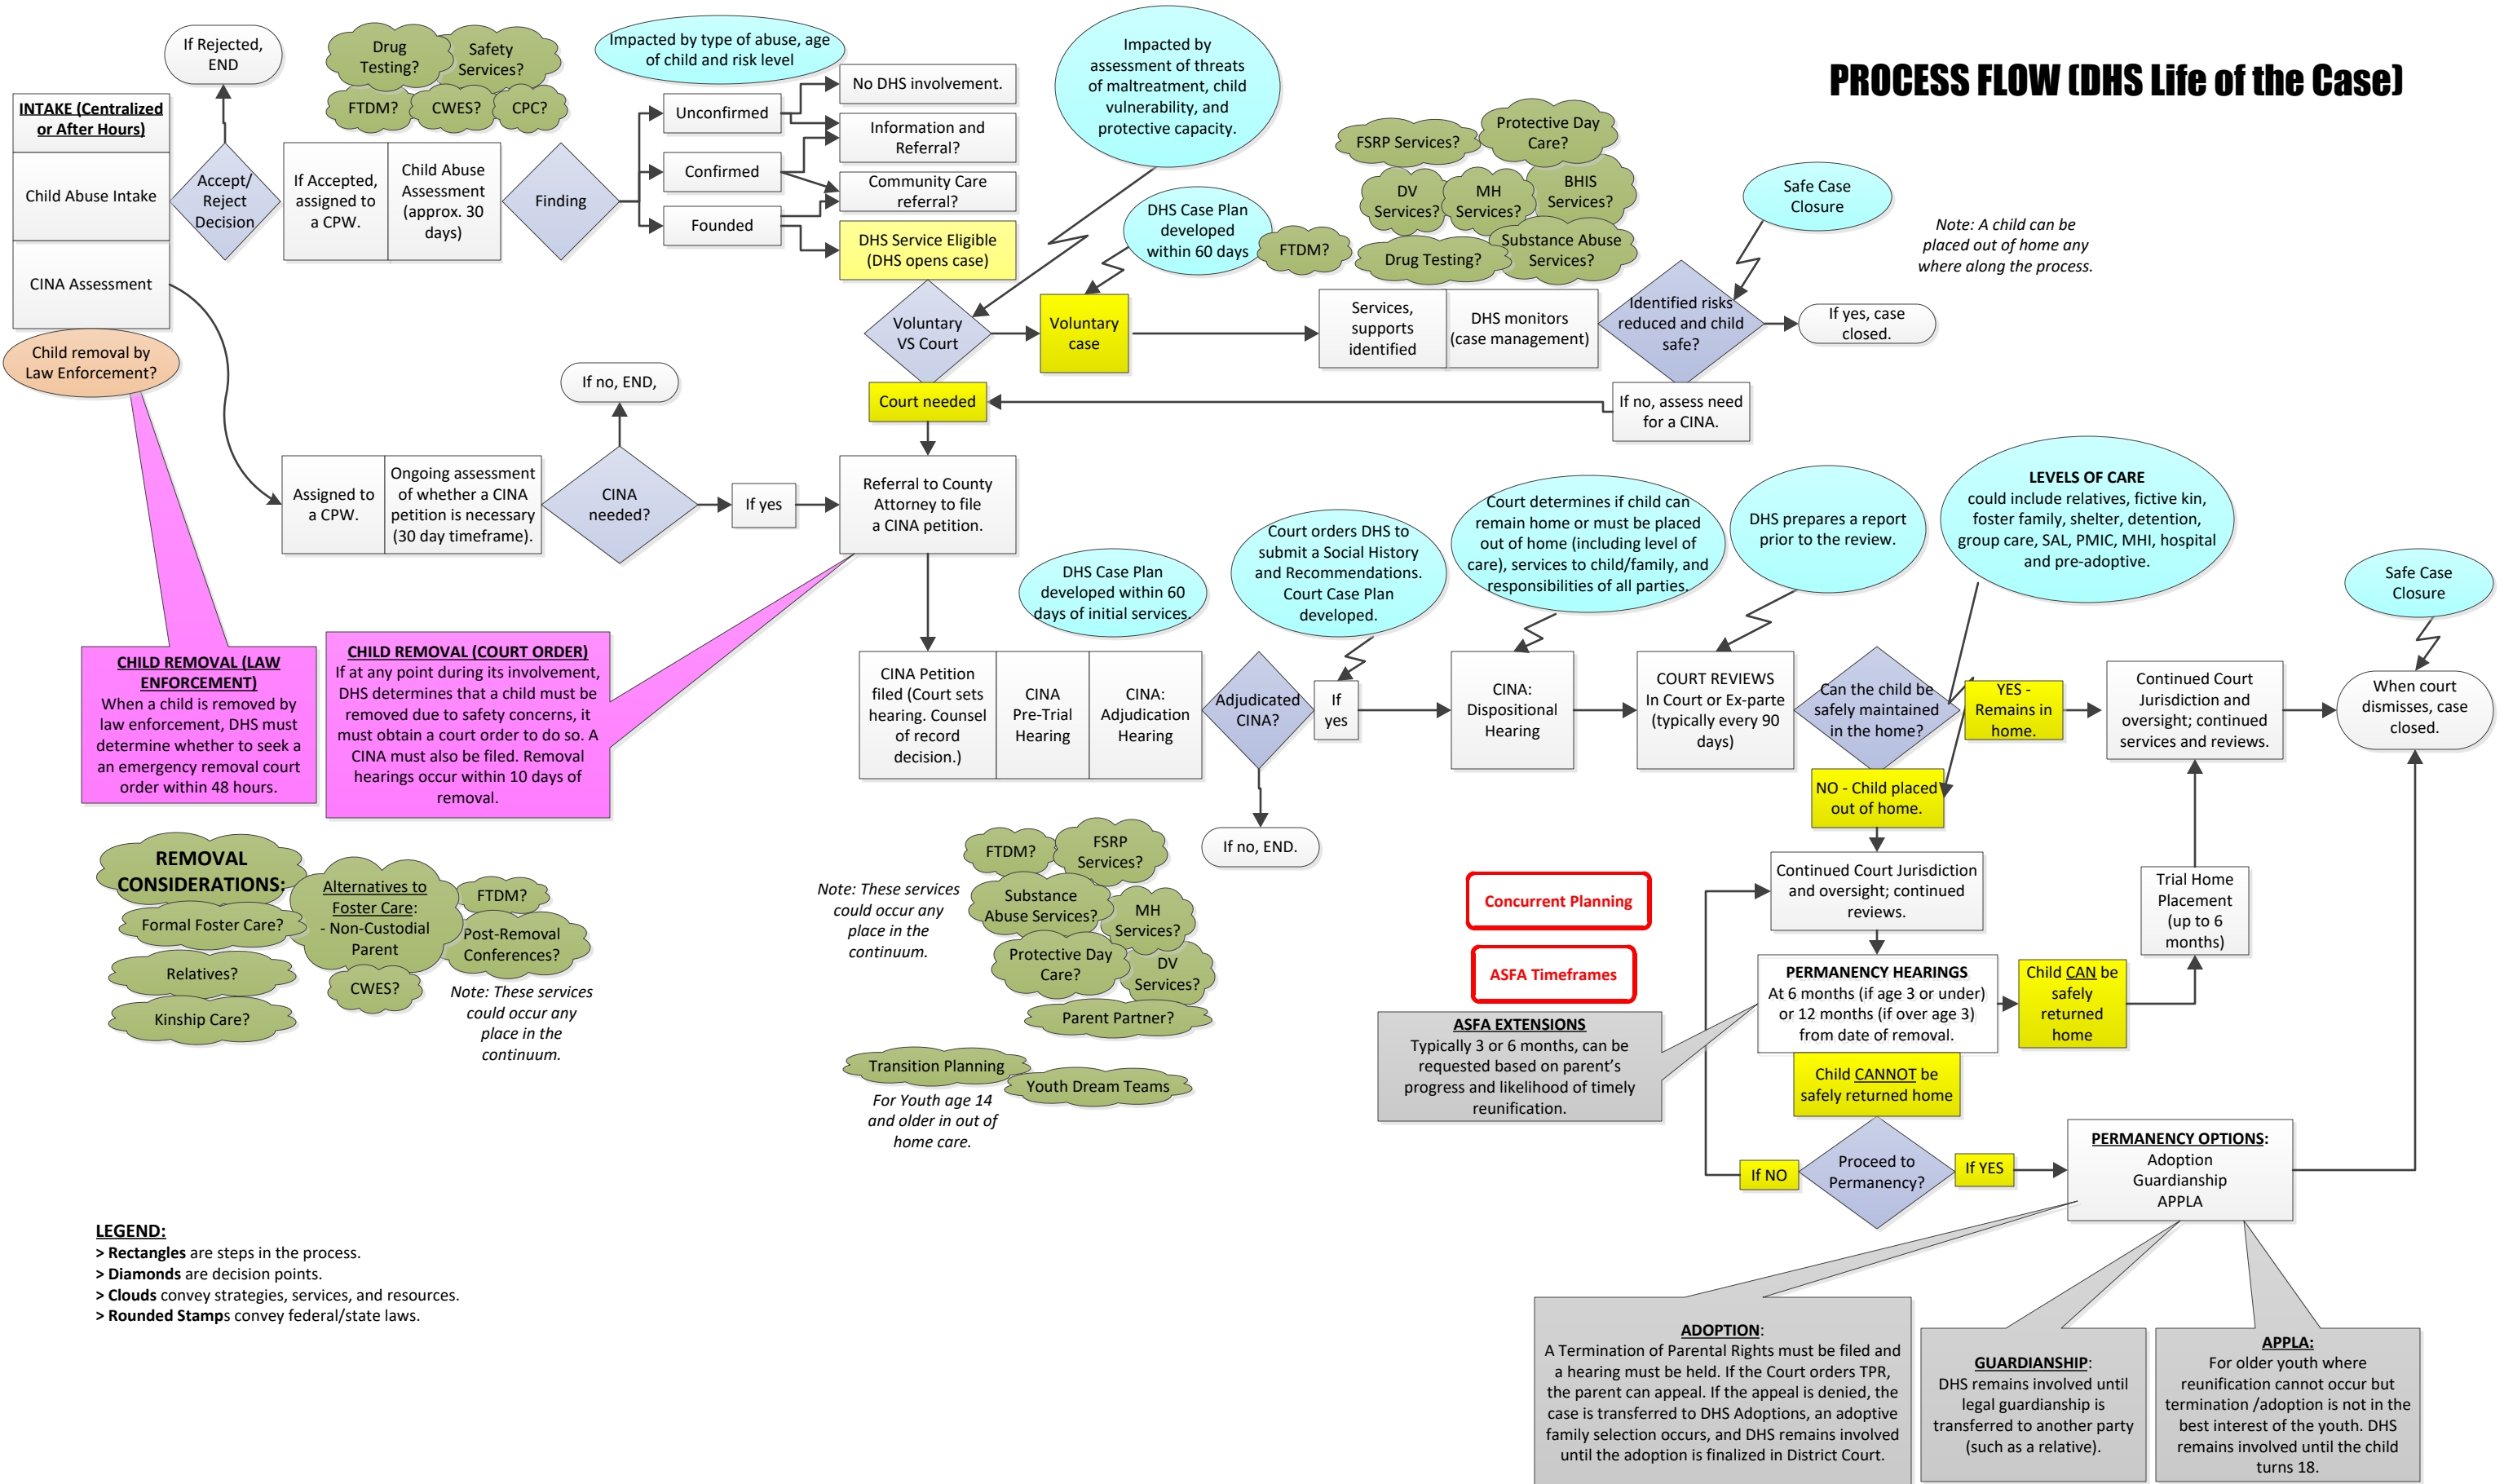 PROCESS FLOW (DHS Life of the Case)
If Rejected,
END
Drug
Testing?
Safety
Services?
FTDM?
CWES?
CPC?
Impacted by type of abuse, age
of child and risk level
Impacted by
assessment of threats
of maltreatment, child
vulnerability, and
protective capacity.
INTAKE (Centralized
or After Hours)
Child Abuse Intake
CINA Assessment
Child removal by
Law Enforcement?
Accept/
Reject
Decision
If Accepted,
assigned to
a CPW.
Child Abuse
Assessment
(approx. 30
days)
Finding
Unconfirmed
Confirmed
Founded
No DHS involvement.
Information and
Referral?
Community Care
referral?
DHS Service Eligible
(DHS opens case)
Voluntary
VS Court
Voluntary
case
DHS Case Plan
developed
within 60 days
FTDM?
FSRP Services?
Protective Day
Care?
DV
Services?
MH
Services?
BHIS
Services?
Drug Testing?
Substance Abuse
Services?
Services,
supports
identified
DHS monitors
(case management)
Identified risks
reduced and child
safe?
Safe Case
Closure
If yes, case
closed.
Note: A child can be
placed out of home any
where along the process.
If no, assess need
for a CINA.
Court needed
If no, END,
Assigned to
a CPW.
Ongoing assessment
of whether a CINA
petition is necessary
(30 day timeframe).
CINA
needed?
If yes
Referral to County
Attorney to file
a CINA petition.
CHILD REMOVAL (LAW
ENFORCEMENT)
When a child is removed by
law enforcement, DHS must
determine whether to seek a
an emergency removal court
order within 48 hours.
CHILD REMOVAL (COURT ORDER)
If at any point during its involvement,
DHS determines that a child must be
removed due to safety concerns, it
must obtain a court order to do so. A
CINA must also be filed. Removal
hearings occur within 10 days of
removal.
DHS Case Plan
developed within 60
days of initial services.
Court orders DHS to
submit a Social History
and Recommendations.
Court Case Plan
developed.
Court determines if child can
remain home or must be placed
out of home (including level of
care), services to child/family, and
responsibilities of all parties.
DHS prepares a report
prior to the review.
LEVELS OF CARE
could include relatives, fictive kin,
foster family, shelter, detention,
group care, SAL, PMIC, MHI, hospital
and pre-adoptive.
Safe Case
Closure
CINA Petition
filed (Court sets
hearing. Counsel
of record
decision.)
CINA
Pre-Trial
Hearing
CINA:
Adjudication
Hearing
Adjudicated
CINA?
If
yes
If no, END.
CINA:
Dispositional
Hearing
COURT REVIEWS
In Court or Ex-parte
(typically every 90
days)
Can the child be
safely maintained
in the home?
YES -
Remains in
home.
Continued Court
Jurisdiction and
oversight; continued
services and reviews.
When court
dismisses, case
closed.
NO - Child placed
out of home.
Continued Court Jurisdiction
and oversight; continued
reviews.
Trial Home
Placement
(up to 6
months)
Concurrent Planning
ASFA Timeframes
PERMANENCY HEARINGS
At 6 months (if age 3 or under)
or 12 months (if over age 3)
from date of removal.
Child CAN be
safely
returned
home
ASFA EXTENSIONS
Typically 3 or 6 months, can be
requested based on parent's
progress and likelihood of timely
reunification.
Child CANNOT be
safely returned home
If NO
Proceed to
Permanency?
If YES
PERMANENCY OPTIONS:
Adoption
Guardianship
APPLA
REMOVAL
CONSIDERATIONS:
Formal Foster Care?
Relatives?
Kinship Care?
Alternatives to
Foster Care:
- Non-Custodial
Parent
CWES?
FTDM?
Post-Removal
Conferences?
Note: These services
could occur any
place in the
continuum.
Note: These services
could occur any
place in the
continuum.
FTDM?
FSRP
Services?
Substance
Abuse Services?
MH
Services?
Protective Day
Care?
DV
Services?
Parent Partner?
Transition Planning
Youth Dream Teams
For Youth age 14
and older in out of
home care.
LEGEND:
> Rectangles are steps in the process.
> Diamonds are decision points.
> Clouds convey strategies, services, and resources.
> Rounded Stamps convey federal/state laws.
ADOPTION:
A Termination of Parental Rights must be filed and
a hearing must be held. If the Court orders TPR,
the parent can appeal. If the appeal is denied, the
case is transferred to DHS Adoptions, an adoptive
family selection occurs, and DHS remains involved
until the adoption is finalized in District Court.
GUARDIANSHIP:
DHS remains involved until
legal guardianship is
transferred to another party
(such as a relative).
APPLA:
For older youth where
reunification cannot occur but
termination /adoption is not in the
best interest of the youth. DHS
remains involved until the child
turns 18.